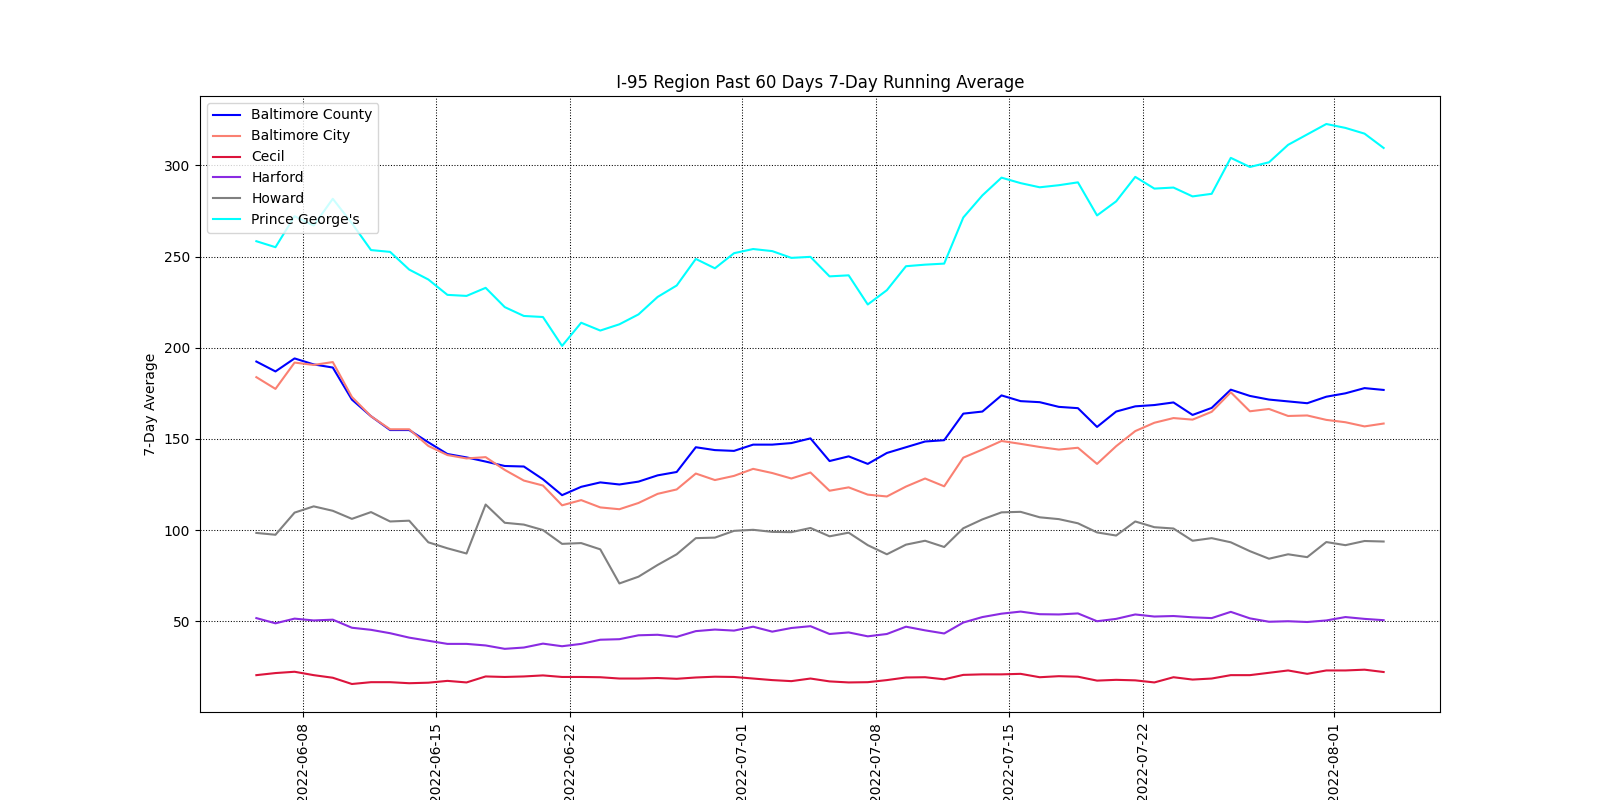 I-95 Region Past 60 Days 7-Day Running Average
Baltimore County
Baltimore City
Cecil
Harford
Howard
Prince George's
7-Day Average
300
250
200
150
100
50
2022-06-08
2022-06-15
2022-06-22
2022-07-01
2022-07-08
2022-07-15
2022-07-22
2022-08-01